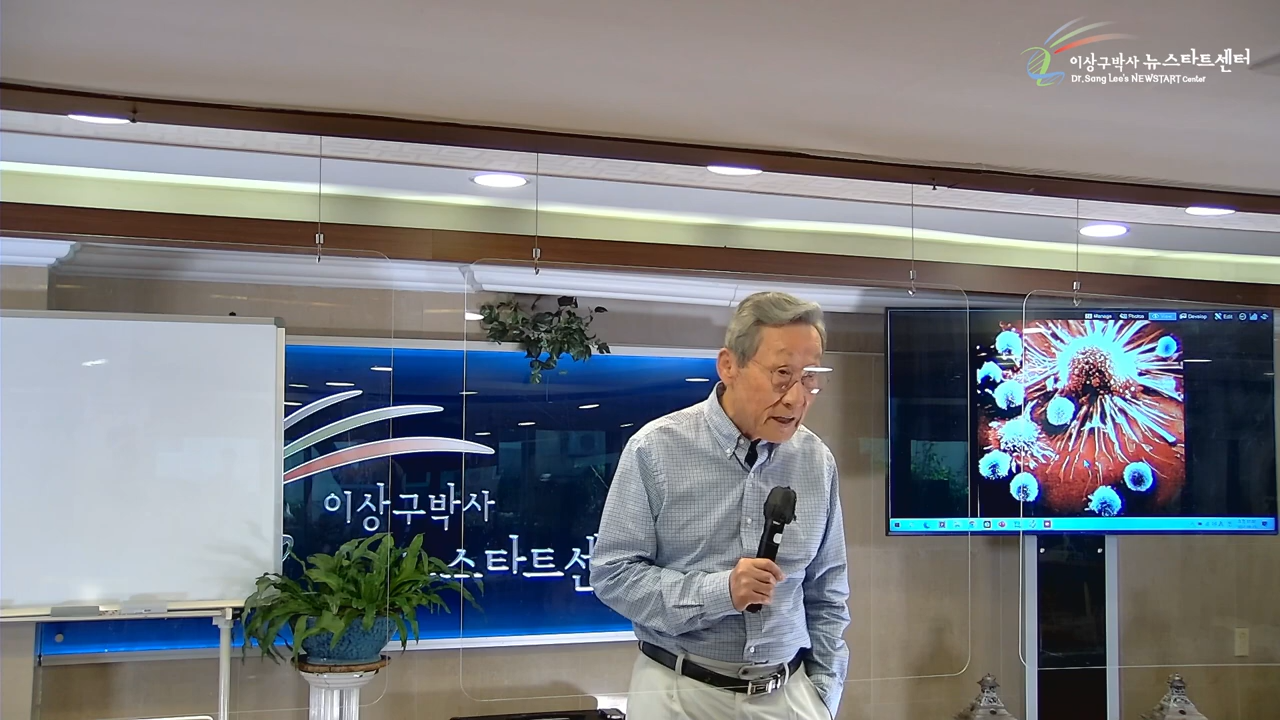 이상구박사 뉴스타트센터
Dr. Sang Lee's NEWSTART Center
Manage
Photos
View
Develop
Edit
이상구박사
스타트센